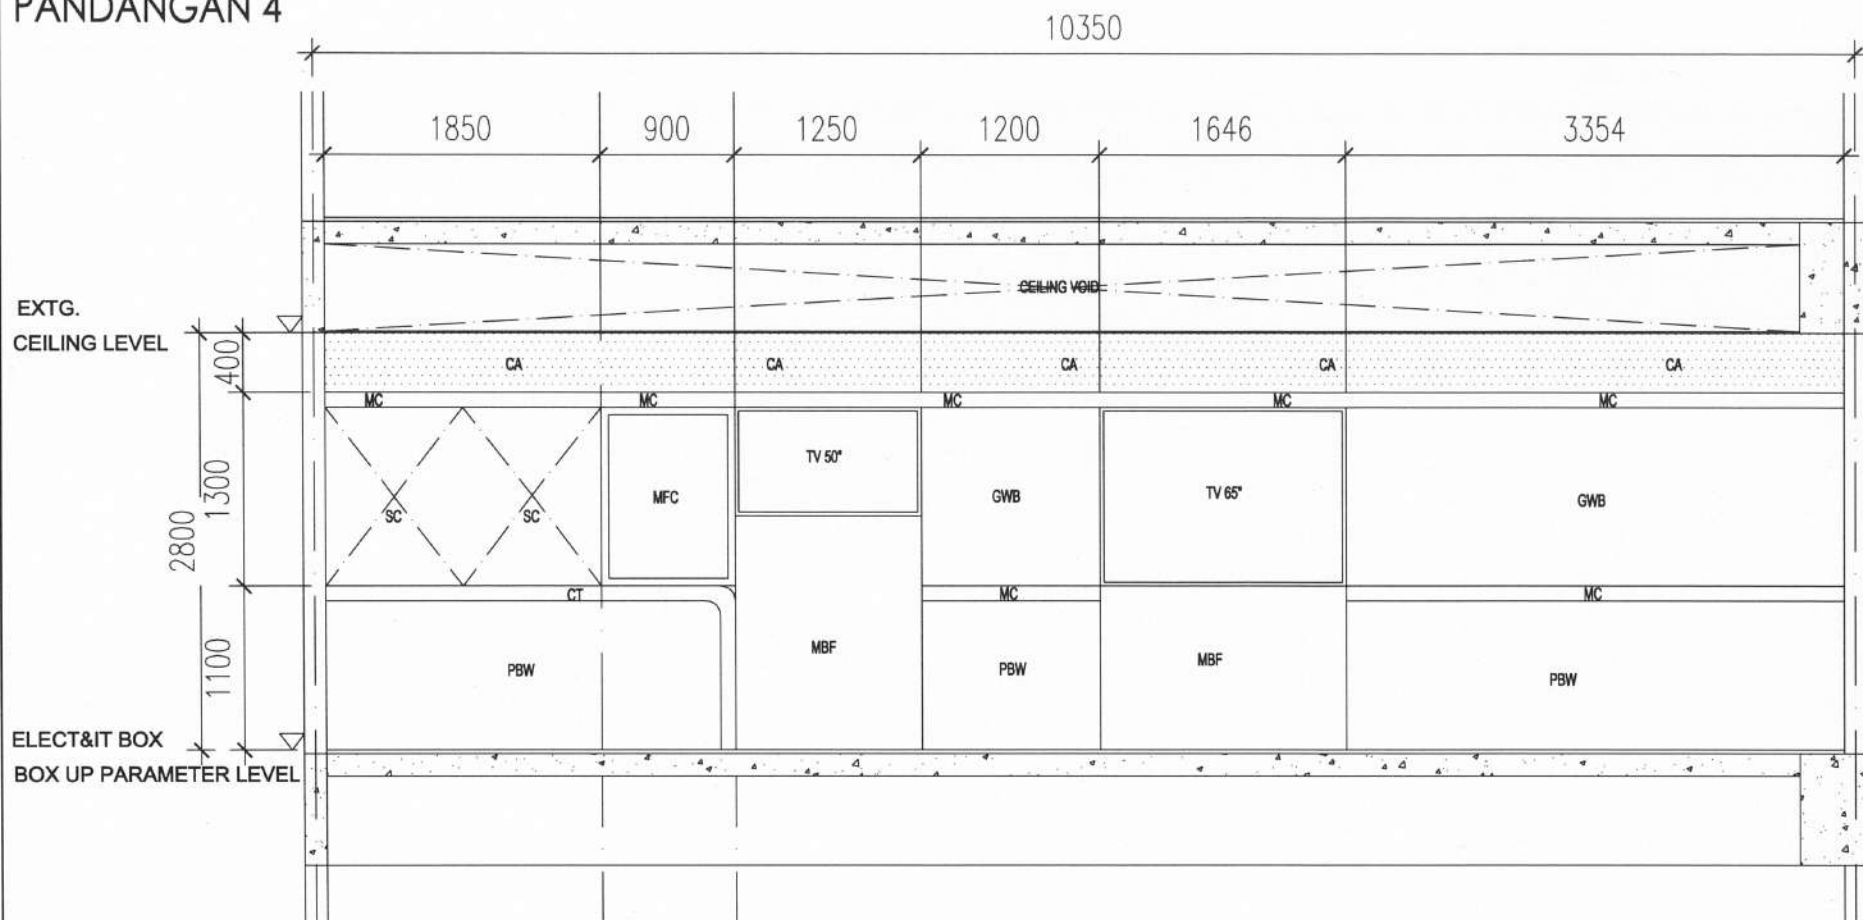 PANDANGAN 4
10350
1850 900 1250 1200 1646 3354
CEILING VOID
EXTG.
CEILING LEVEL
400
CA CA CA CA CA
MC MC MC MC MC
TV 50"
1300
2800
SC SC MFC GWB TV 65" GWB
CT MC MC
1100
PBW MBF PBW MBF PBW
ELECT&IT BOX
BOX UP PARAMETER LEVEL